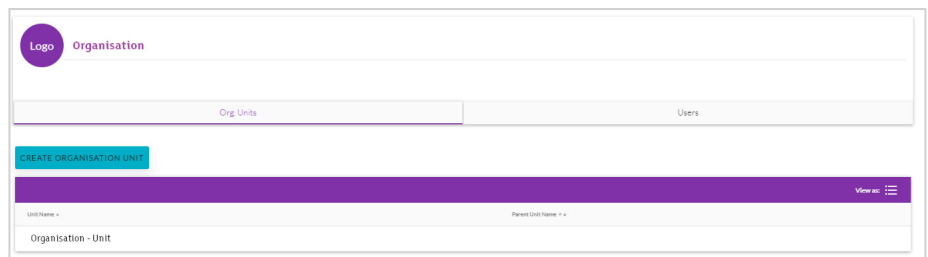 Logo Organisation
Org. Units Users
CREATE ORGANISATION UNIT
View as:
Unit Name Parent Unit Name
Organisation - Unit